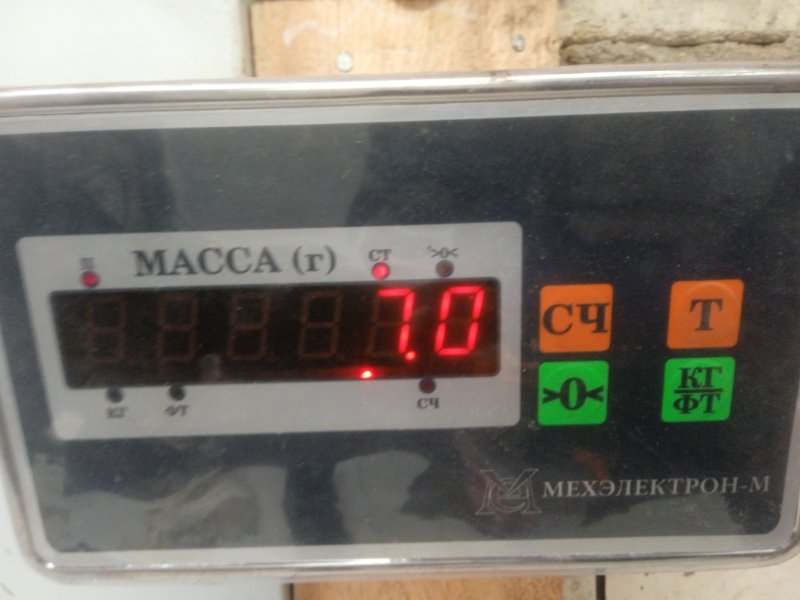 МАССА (г) СТ >0<
7.0
КГ ФТ СЧ
СЧ Т
>0< КГ/ФТ
МЕХЭЛЕКТРОН-М